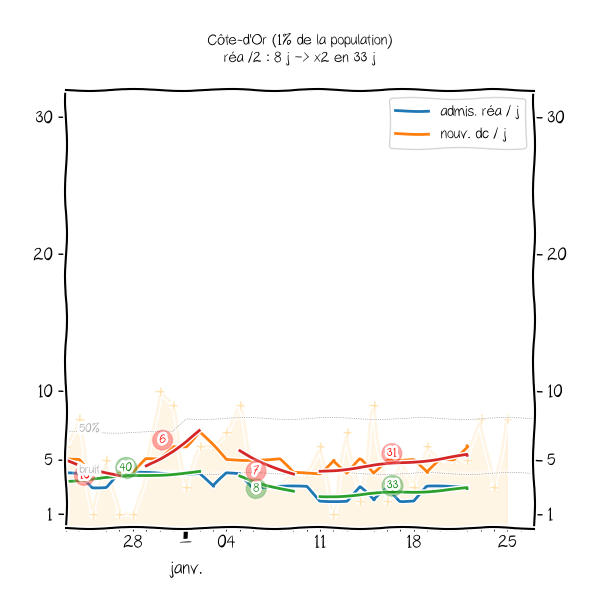 Côte-d'Or (1% de la population)
réa /2 : 8 j -> x2 en 33 j
admis. réa / j
nouv. dc / j
30 30
20 20
10 10
50%
6
5 bruit 40 7 31 5
8 33
1 1
28 1 04 11 18 25
janv.